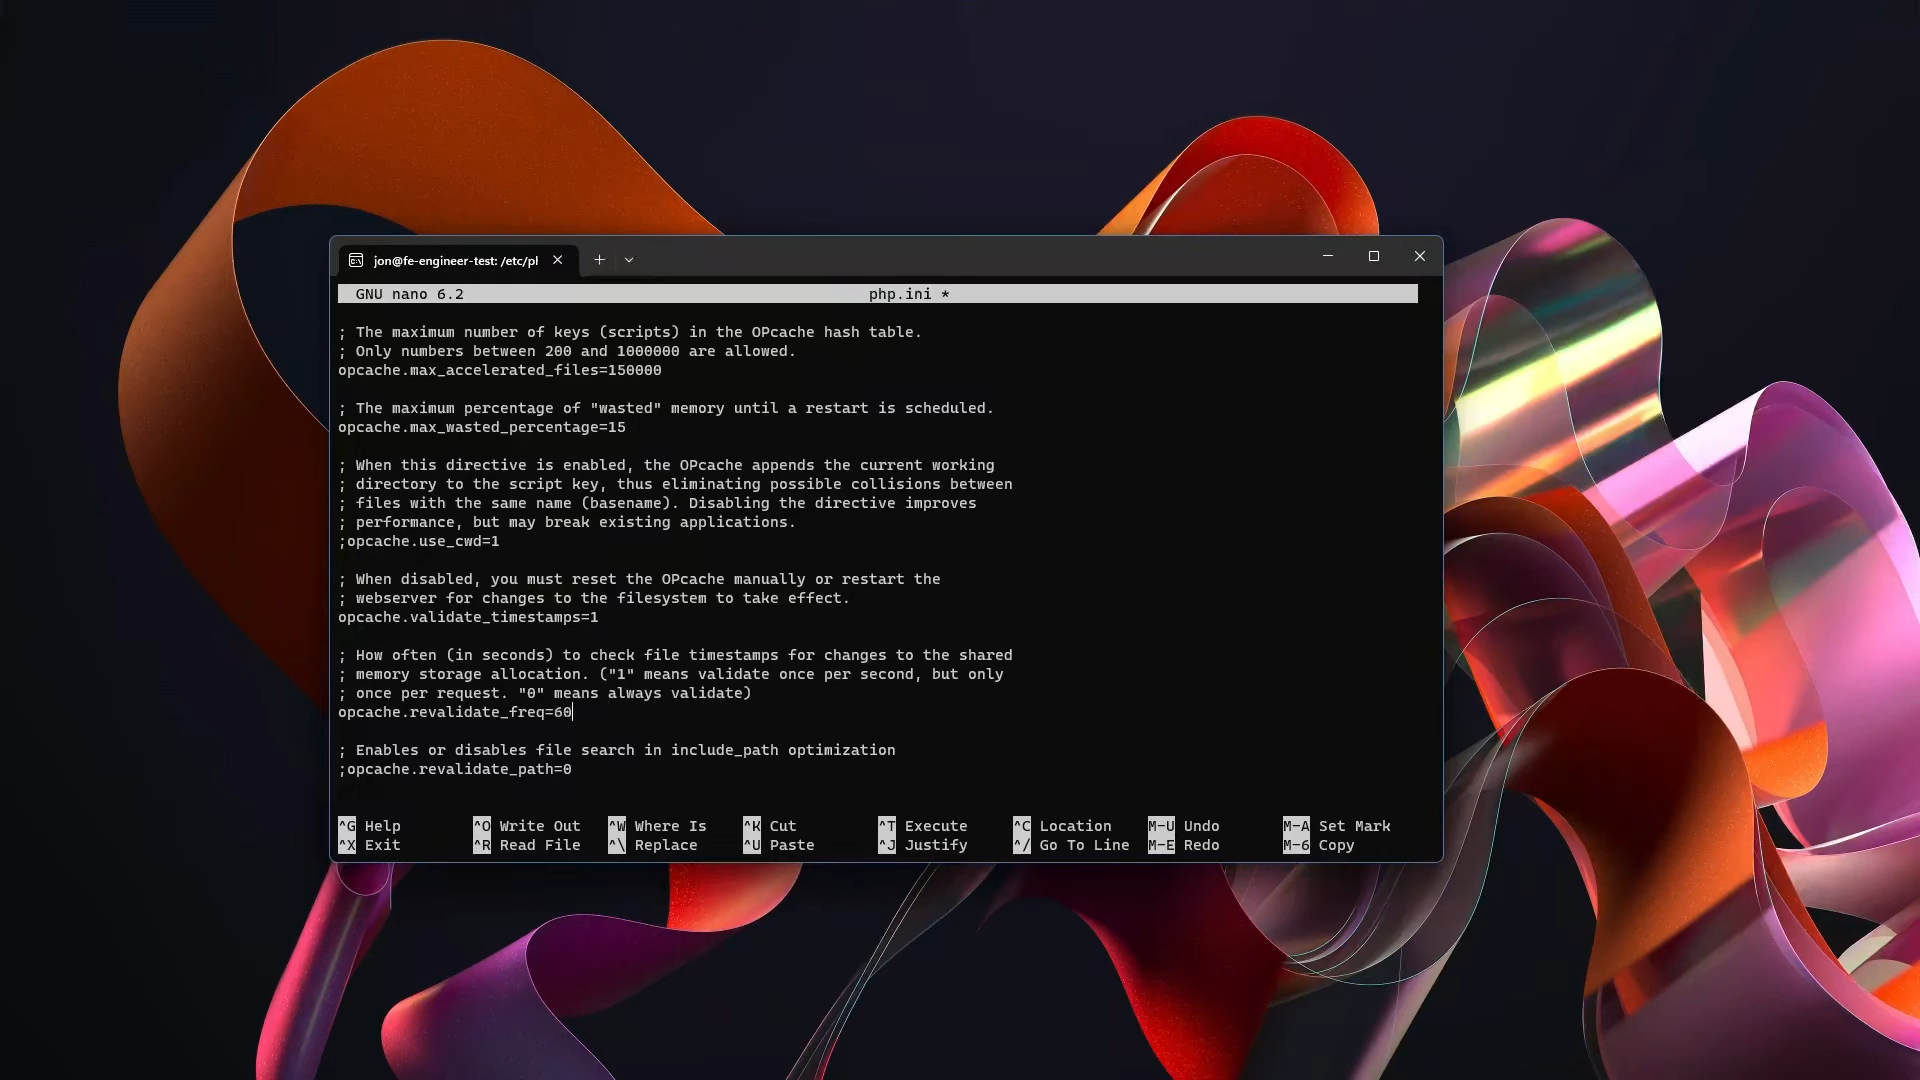 jon@fe-engineer-test: /etc/pl
GNU nano 6.2 php.ini *
; The maximum number of keys (scripts) in the OPcache hash table.
; Only numbers between 200 and 1000000 are allowed.
opcache.max_accelerated_files=150000
; The maximum percentage of "wasted" memory until a restart is scheduled.
opcache.max_wasted_percentage=15
; When this directive is enabled, the OPcache appends the current working
; directory to the script key, thus eliminating possible collisions between
; files with the same name (basename). Disabling the directive improves
; performance, but may break existing applications.
;opcache.use_cwd=1
; When disabled, you must reset the OPcache manually or restart the
; webserver for changes to the filesystem to take effect.
opcache.validate_timestamps=1
; How often (in seconds) to check file timestamps for changes to the shared
; memory storage allocation. ("1" means validate once per second, but only
; once per request. "0" means always validate)
opcache.revalidate_freq=60
; Enables or disables file search in include_path optimization
;opcache.revalidate_path=0
^G Help ^O Write Out ^W Where Is ^K Cut ^T Execute ^C Location M-U Undo M-A Set Mark
^X Exit ^R Read File ^\ Replace ^U Paste ^J Justify ^/ Go To Line M-E Redo M-6 Copy